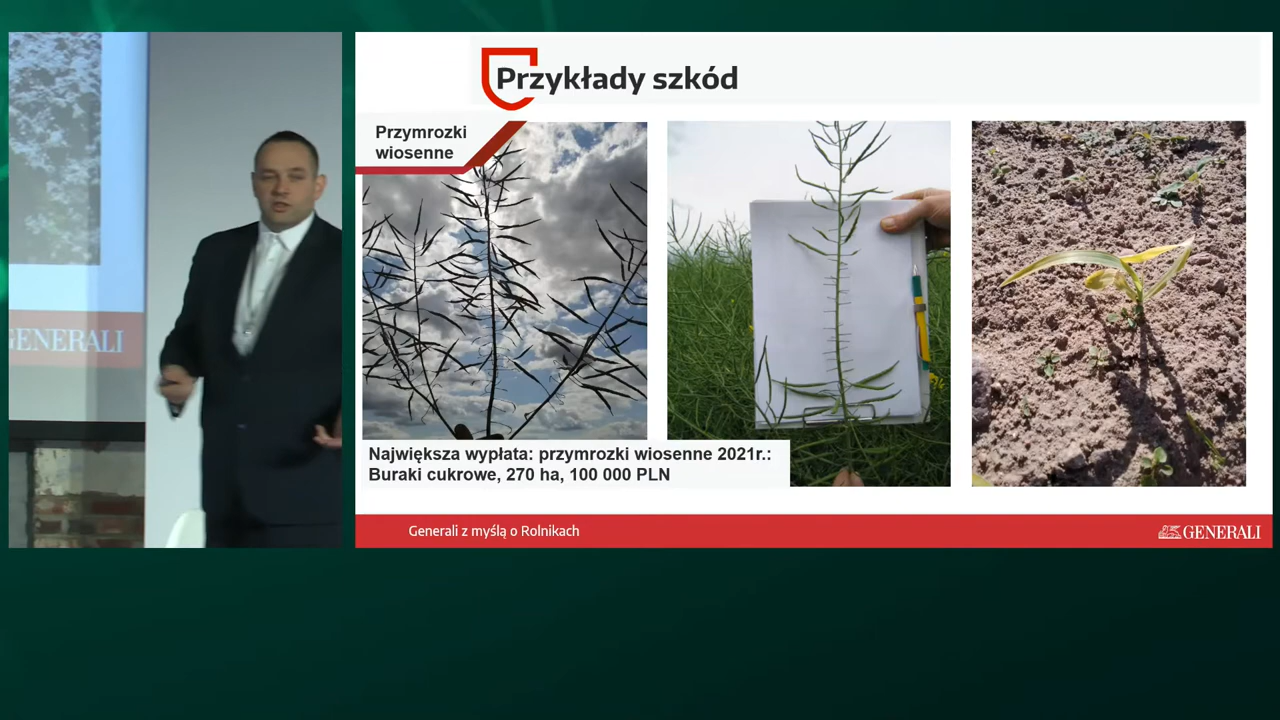 Przykłady szkód
Przymrozki
wiosenne
Największa wypłata: przymrozki wiosenne 2021r.:
Buraki cukrowe, 270 ha, 100 000 PLN
Generali z myślą o Rolnikach
GENERALI
GENERALI